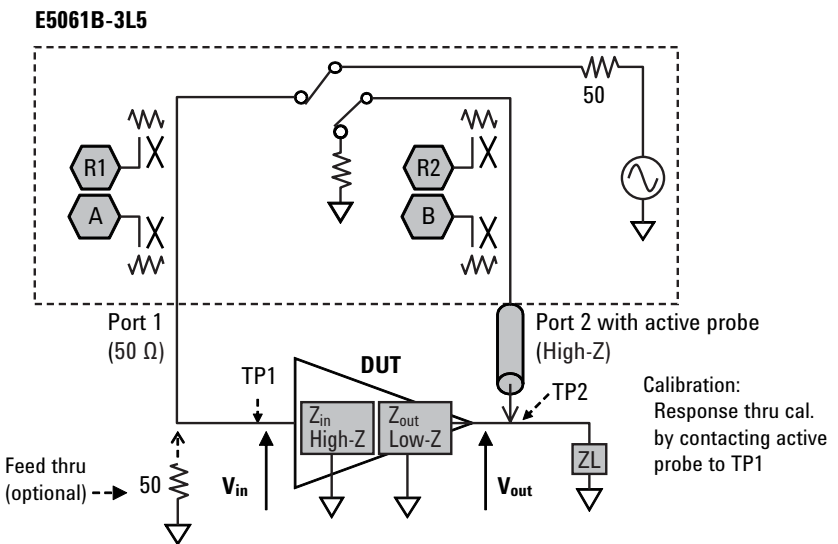 E5061B-3L5
50
R1
R2
A
B
Port 1
(50 Ω)
Port 2 with active probe
(High-Z)
DUT
TP1
TP2
Zin
High-Z
Zout
Low-Z
Calibration:
Response thru cal.
by contacting active
probe to TP1
ZL
Feed thru
(optional)
50
Vin
Vout